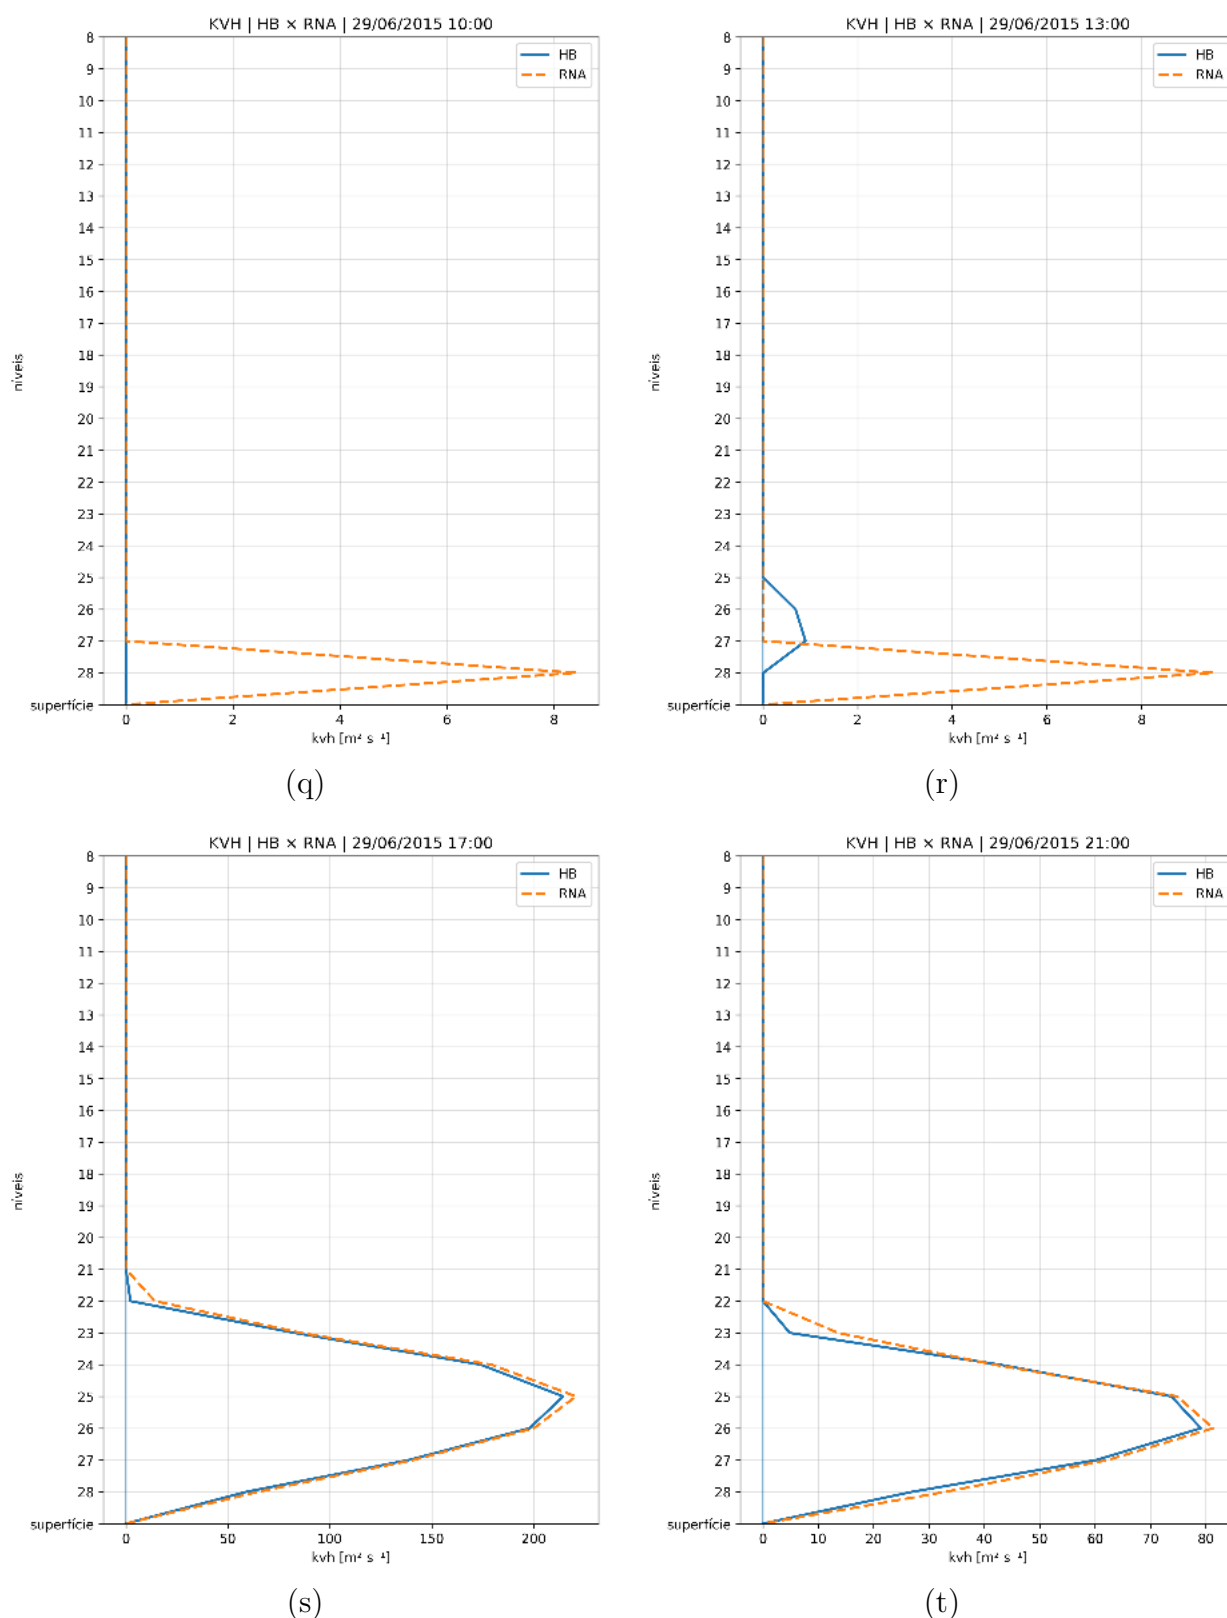 KVH | HB × RNA | 29/06/2015 10:00
HB
RNA
8
9
10
11
12
13
14
15
16
17
18
19
20
21
22
23
24
25
26
27
28
superfície
níveis
0 2 4 6 8
kvh [m² s⁻¹]
(q)
KVH | HB × RNA | 29/06/2015 13:00
HB
RNA
8
9
10
11
12
13
14
15
16
17
18
19
20
21
22
23
24
25
26
27
28
superfície
níveis
0 2 4 6 8
kvh [m² s⁻¹]
(r)
KVH | HB × RNA | 29/06/2015 17:00
HB
RNA
8
9
10
11
12
13
14
15
16
17
18
19
20
21
22
23
24
25
26
27
28
superfície
níveis
0 50 100 150 200
kvh [m² s⁻¹]
(s)
KVH | HB × RNA | 29/06/2015 21:00
HB
RNA
8
9
10
11
12
13
14
15
16
17
18
19
20
21
22
23
24
25
26
27
28
superfície
níveis
0 10 20 30 40 50 60 70 80
kvh [m² s⁻¹]
(t)